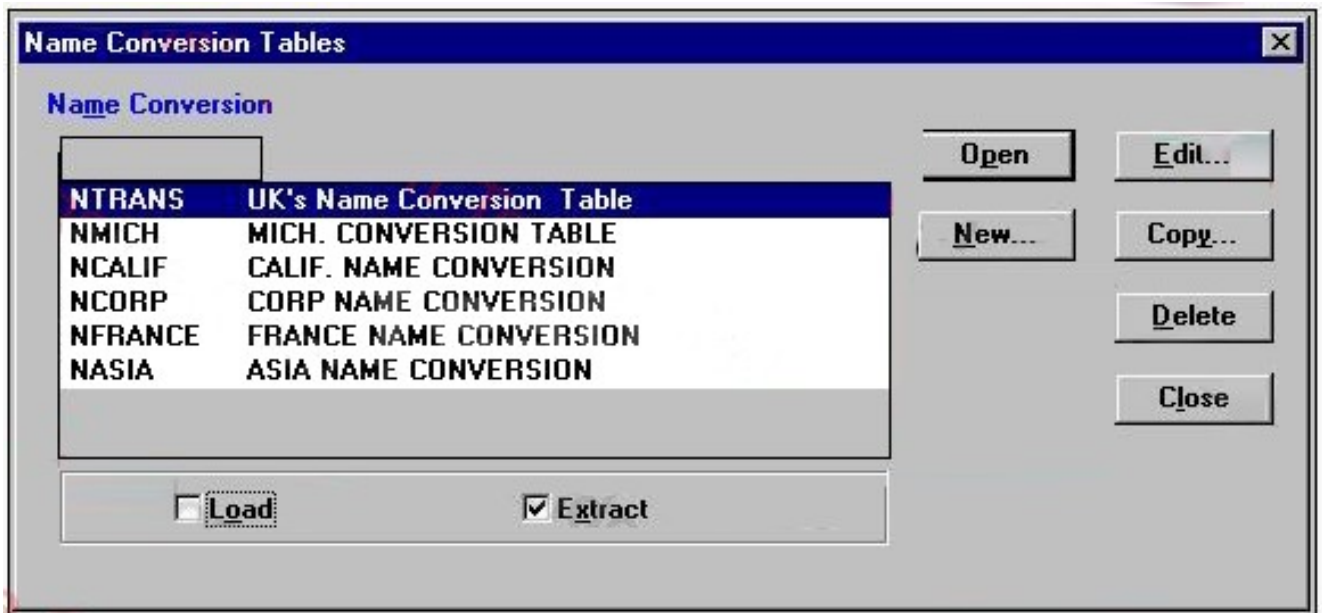 Name Conversion Tables
Name Conversion
Open Edit...
NTRANS UK's Name Conversion Table
NMICH MICH. CONVERSION TABLE
New... Copy...
NCALIF CALIF. NAME CONVERSION
NCORP CORP NAME CONVERSION
Delete
NFRANCE FRANCE NAME CONVERSION
NASIA ASIA NAME CONVERSION
Close
Load Extract